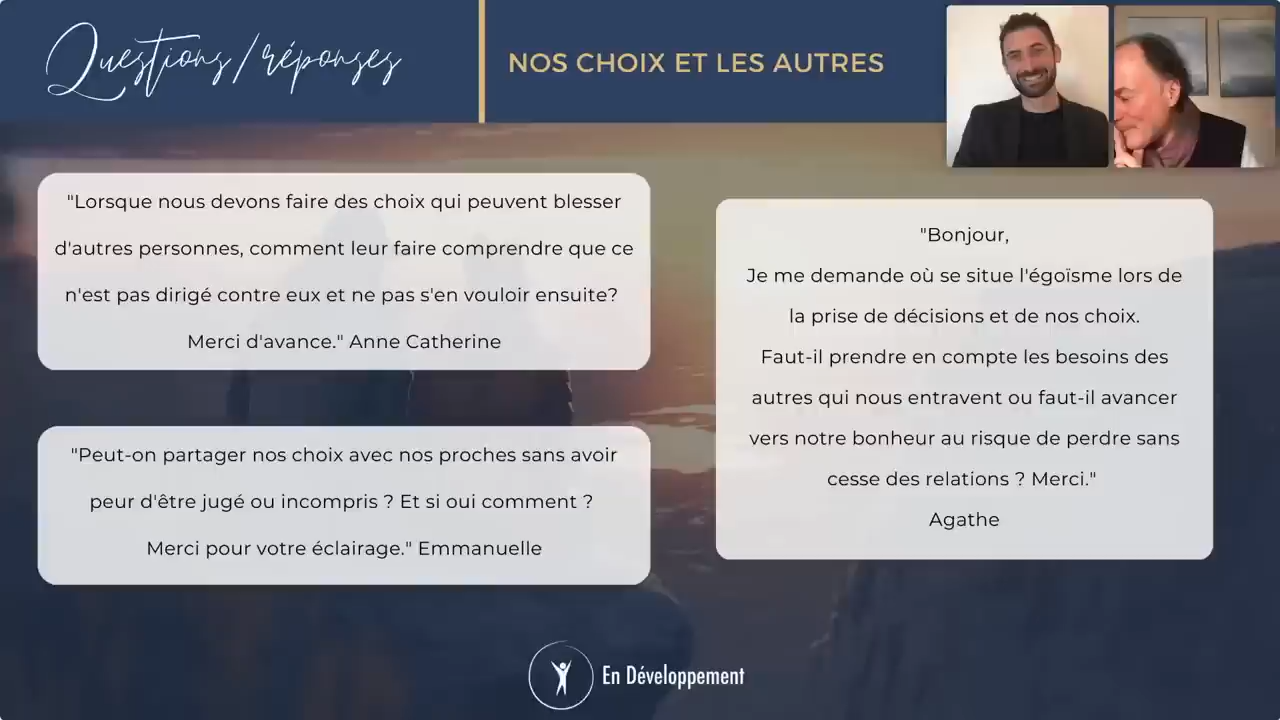 Questions/réponses
NOS CHOIX ET LES AUTRES
"Lorsque nous devons faire des choix qui peuvent blesser
d'autres personnes, comment leur faire comprendre que ce
n'est pas dirigé contre eux et ne pas s'en vouloir ensuite?
Merci d'avance." Anne Catherine
"Peut-on partager nos choix avec nos proches sans avoir
peur d'être jugé ou incompris ? Et si oui comment ?
Merci pour votre éclairage." Emmanuelle
"Bonjour,
Je me demande où se situe l'égoïsme lors de
la prise de décisions et de nos choix.
Faut-il prendre en compte les besoins des
autres qui nous entravent ou faut-il avancer
vers notre bonheur au risque de perdre sans
cesse des relations ? Merci."
Agathe
En Développement